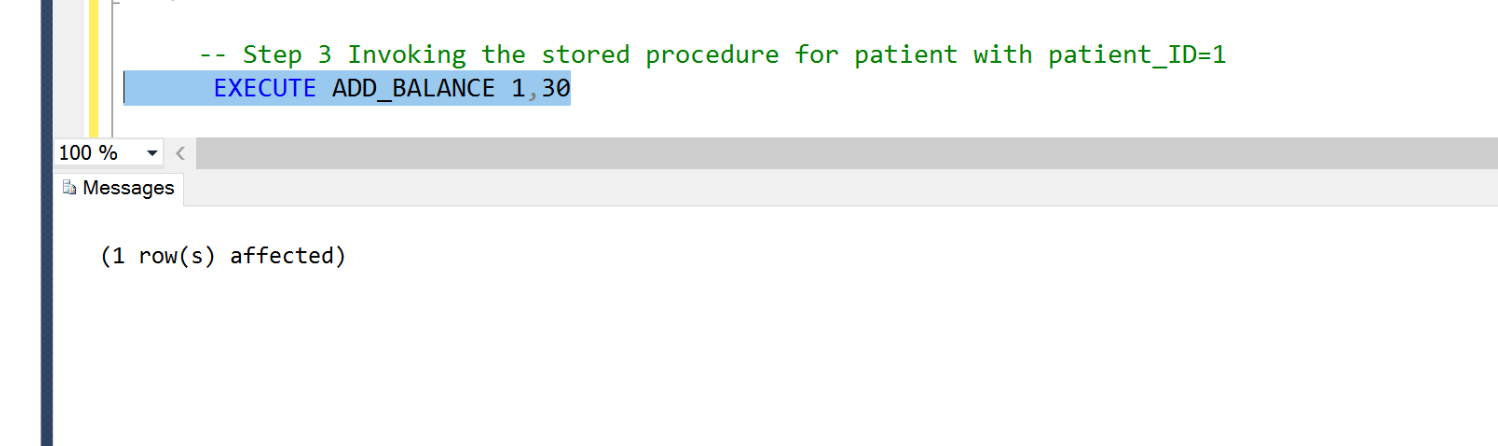 -- Step 3 Invoking the stored procedure for patient with patient_ID=1
EXECUTE ADD_BALANCE 1,30
100 %
Messages
(1 row(s) affected)